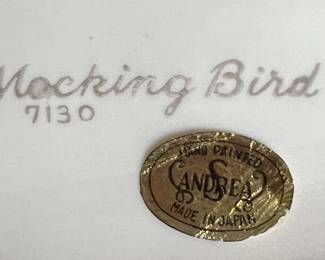 Mocking Bird
7130
HAND PAINTED
S
ANDREA
MADE IN JAPAN